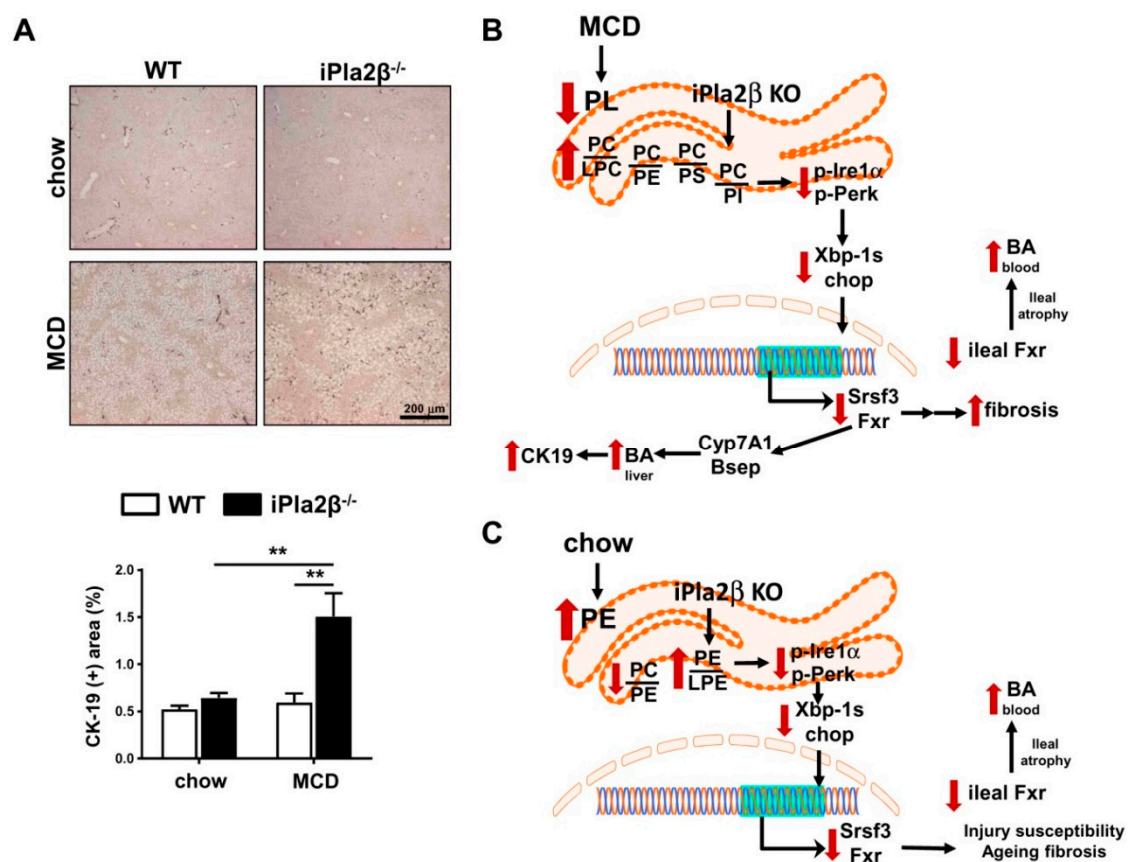 A
WT
iPla2β-/-
chow
MCD
200 µm
WT
iPla2β-/-
**
**
CK-19 (+) area (%)
2.0
1.5
1.0
0.5
0.0
chow
MCD
B
MCD
PL
iPla2β KO
PC
LPC
PC
PE
PC
PS
PC
PI
p-Ire1α
p-Perk
Xbp-1s
chop
BA
blood
Ileal
atrophy
ileal Fxr
Srsf3
Fxr
fibrosis
Cyp7A1
Bsep
BA
liver
CK19
C
chow
PE
iPla2β KO
PC
PE
PE
LPE
p-Ire1α
p-Perk
Xbp-1s
chop
BA
blood
Ileal
atrophy
ileal Fxr
Srsf3
Fxr
Injury susceptibility
Ageing fibrosis